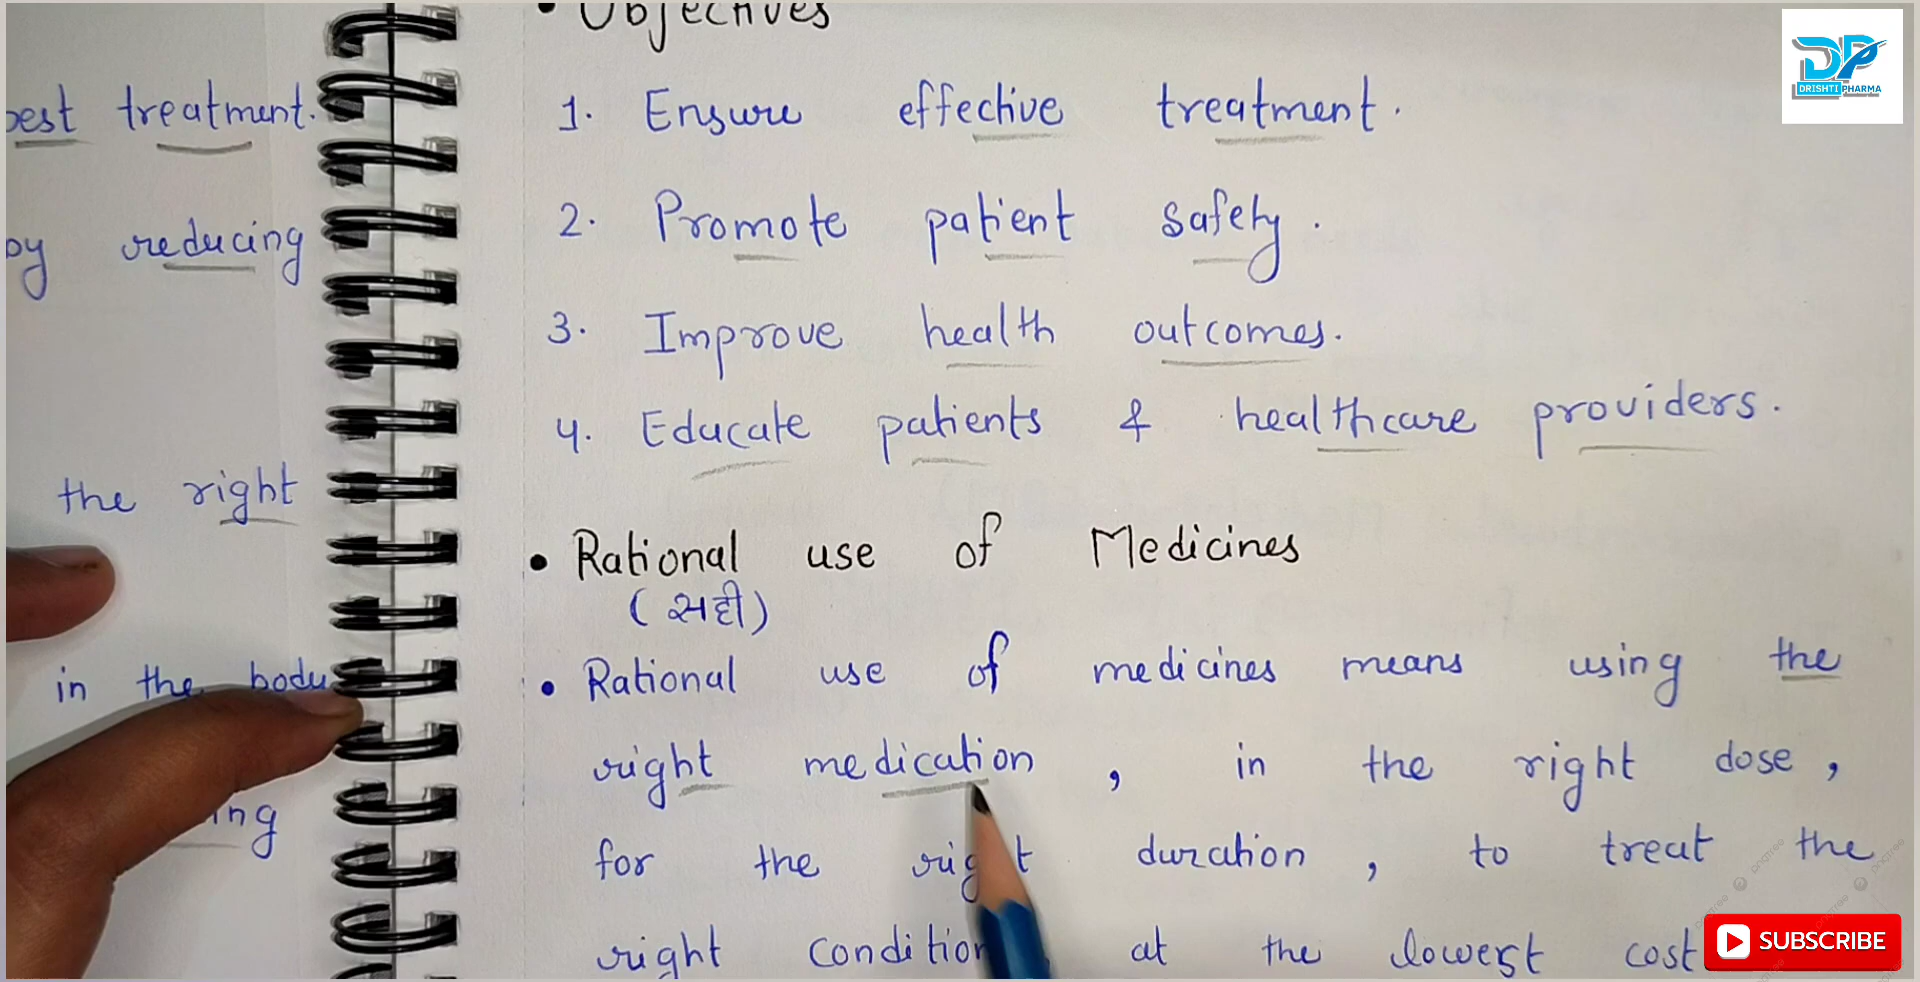 best treatment.
by reducing
the right
in the body
ing
• Objectives
1. Ensure effective treatment.
2. Promote patient safety.
3. Improve health outcomes.
4. Educate patients & healthcare providers.
• Rational use of Medicines
(सही)
• Rational use of medicines means using the
right medication, in the right dose,
for the right duration, to treat the
right condition at the lowest cost
DP
DRISHTI PHARMA
SUBSCRIBE